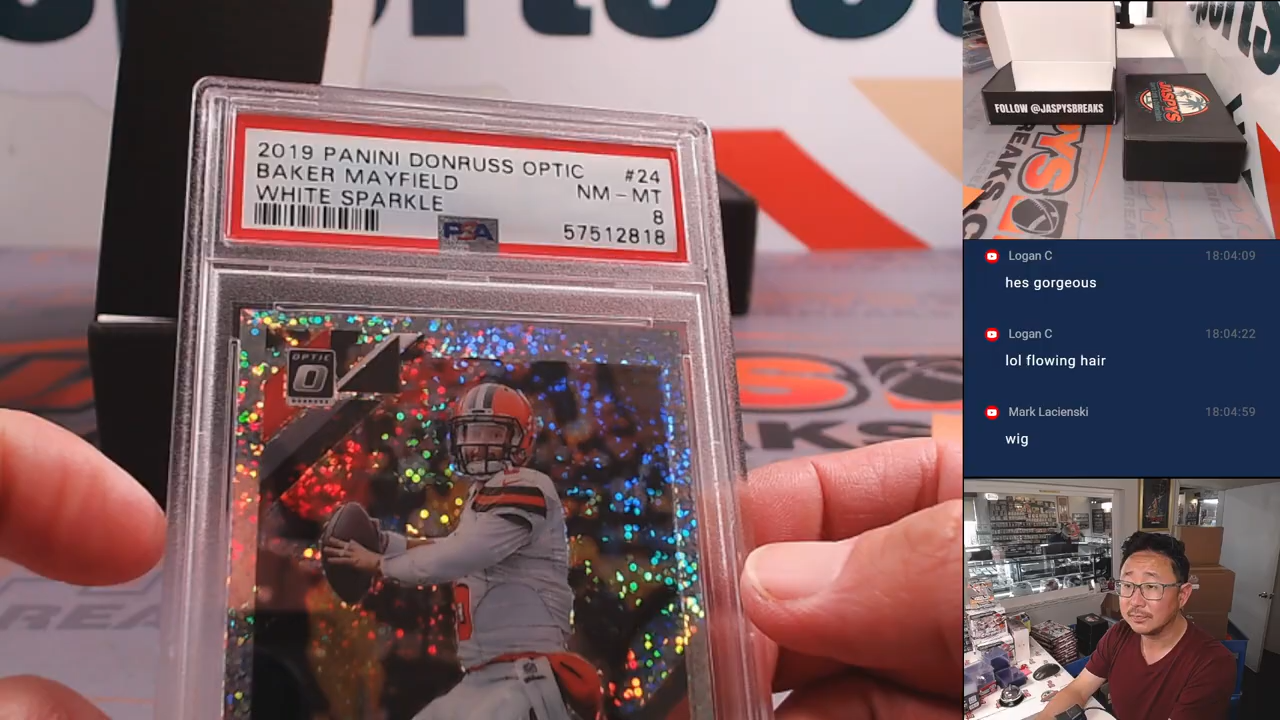 2019 PANINI DONRUSS OPTIC #24
BAKER MAYFIELD NM-MT
WHITE SPARKLE 8
PSA 57512818
OPTIC
O
FOLLOW @JASPYSBREAKS
JASPYS
Logan C 18:04:09
hes gorgeous
Logan C 18:04:22
lol flowing hair
Mark Lacienski 18:04:59
wig